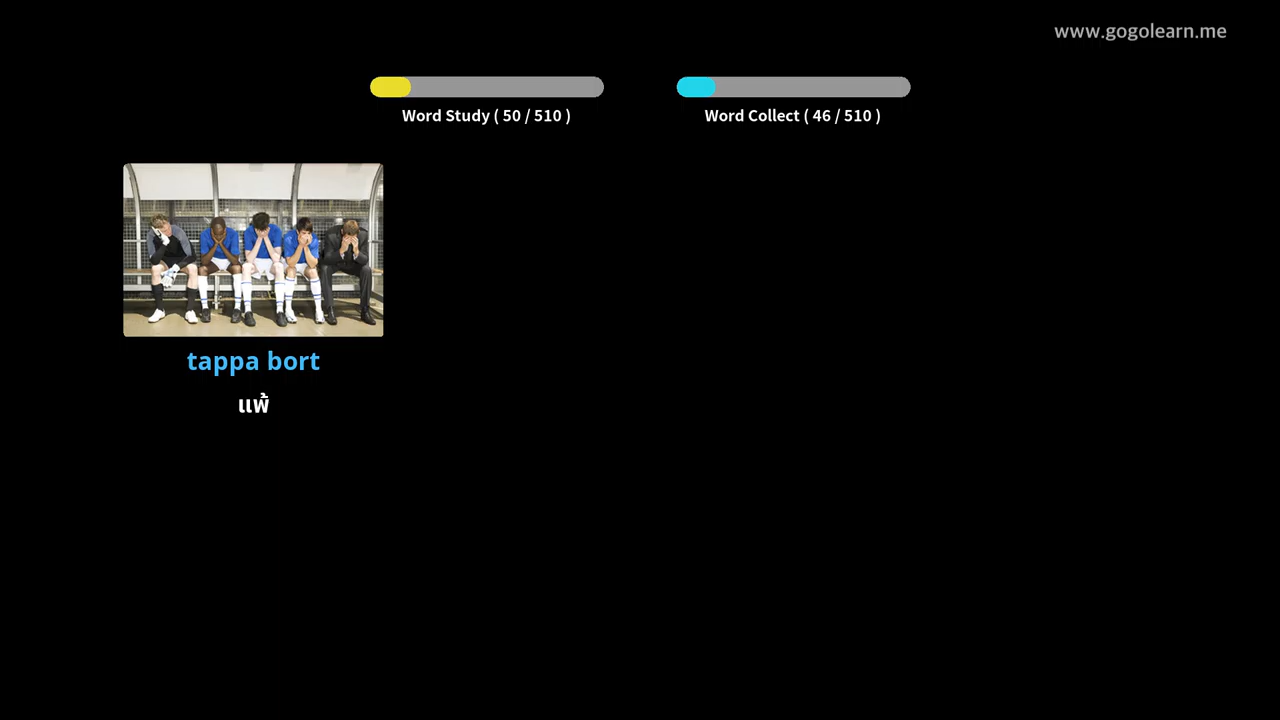 www.gogolearn.me
Word Study ( 50 / 510 )
Word Collect ( 46 / 510 )
tappa bort
แพ้